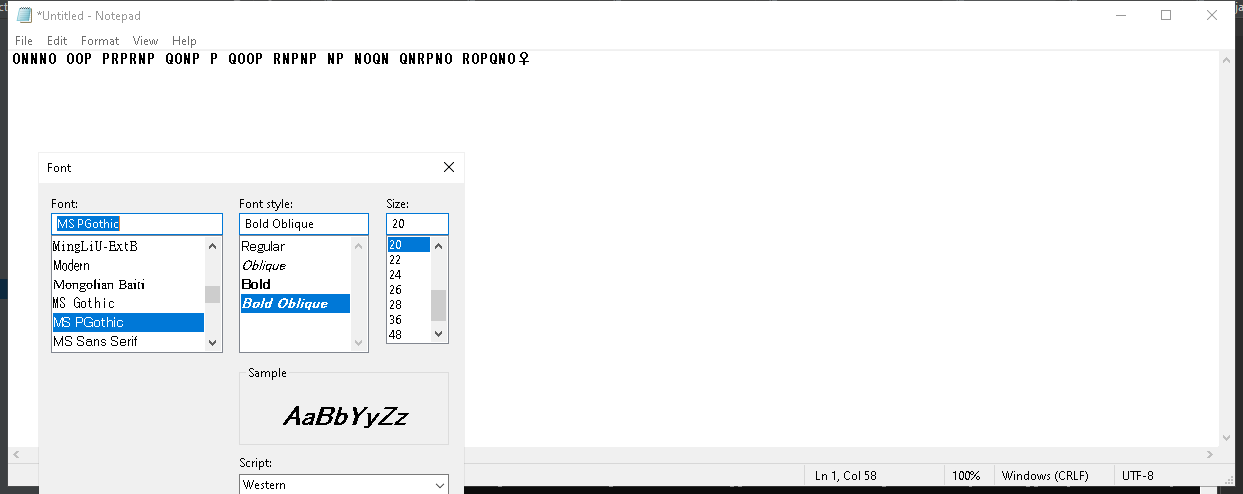 *Untitled - Notepad
File Edit Format View Help
ONNNO OOP PRPRNP QONP P QOOP RNPNP NP NOQN QNRPNO ROPQNO♀
Font
Font: Font style: Size:
MS PGothic Bold Oblique 20
MingLiU-ExtB Regular 20
Modern Oblique 22
Mongolian Baiti Bold 24
MS Gothic Bold Oblique 26
MS PGothic 28
MS Sans Serif 36
48
Sample
AaBbYyZz
Script:
Western
Ln 1, Col 58 100% Windows (CRLF) UTF-8